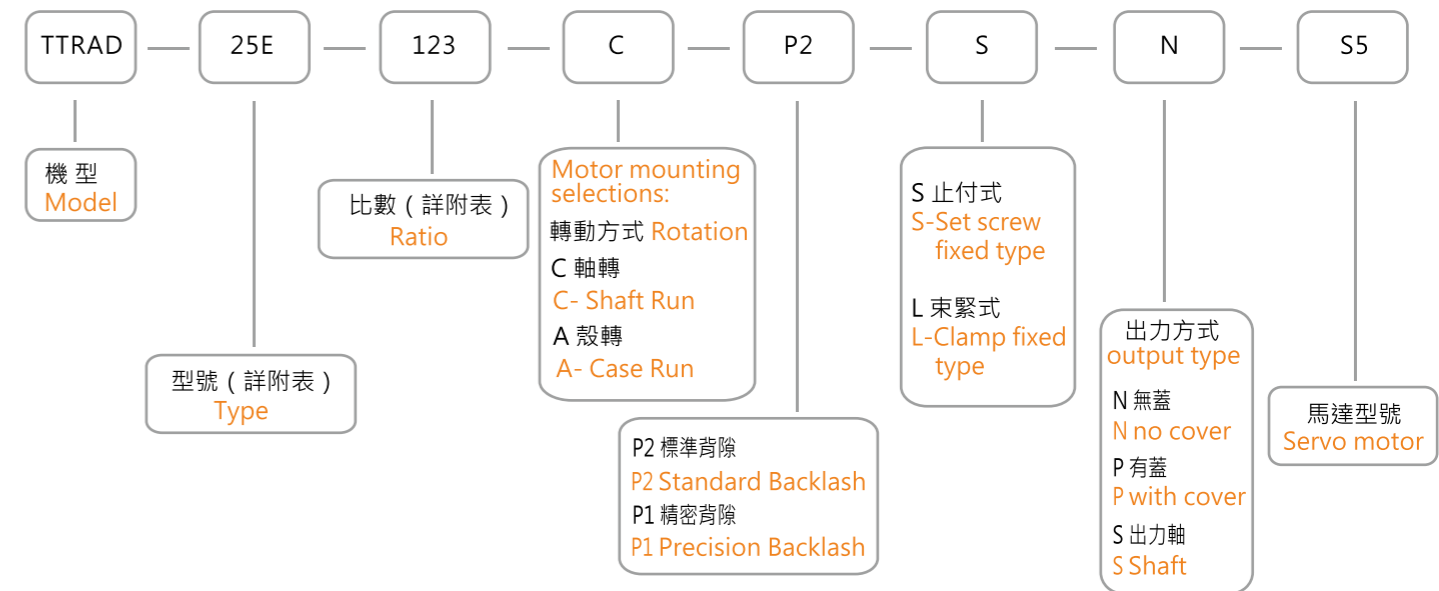 TTRAD
25E
123
C
P2
S
N
S5
機型
Model
型號（詳附表）
Type
比數（詳附表）
Ratio
Motor mounting
selections:
轉動方式 Rotation
C 軸轉
C- Shaft Run
A 殼轉
A- Case Run
P2 標準背隙
P2 Standard Backlash
P1 精密背隙
P1 Precision Backlash
S 止付式
S-Set screw
fixed type
L 束緊式
L-Clamp fixed
type
出力方式
output type
N 無蓋
N no cover
P 有蓋
P with cover
S 出力軸
S Shaft
馬達型號
Servo motor